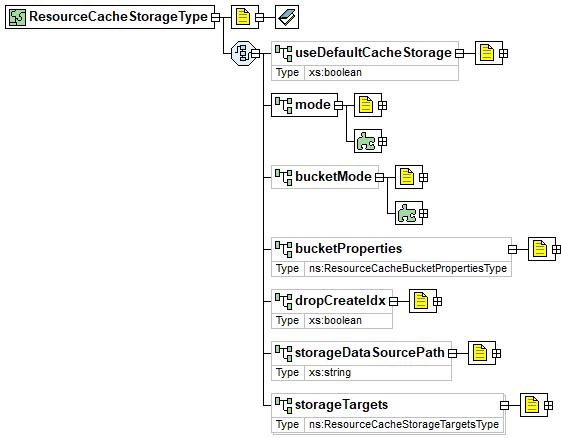 ResourceCacheStorageType
useDefaultCacheStorage
Type xs:boolean
mode
bucketMode
bucketProperties
Type ns:ResourceCacheBucketPropertiesType
dropCreateIdx
Type xs:boolean
storageDataSourcePath
Type xs:string
storageTargets
Type ns:ResourceCacheStorageTargetsType